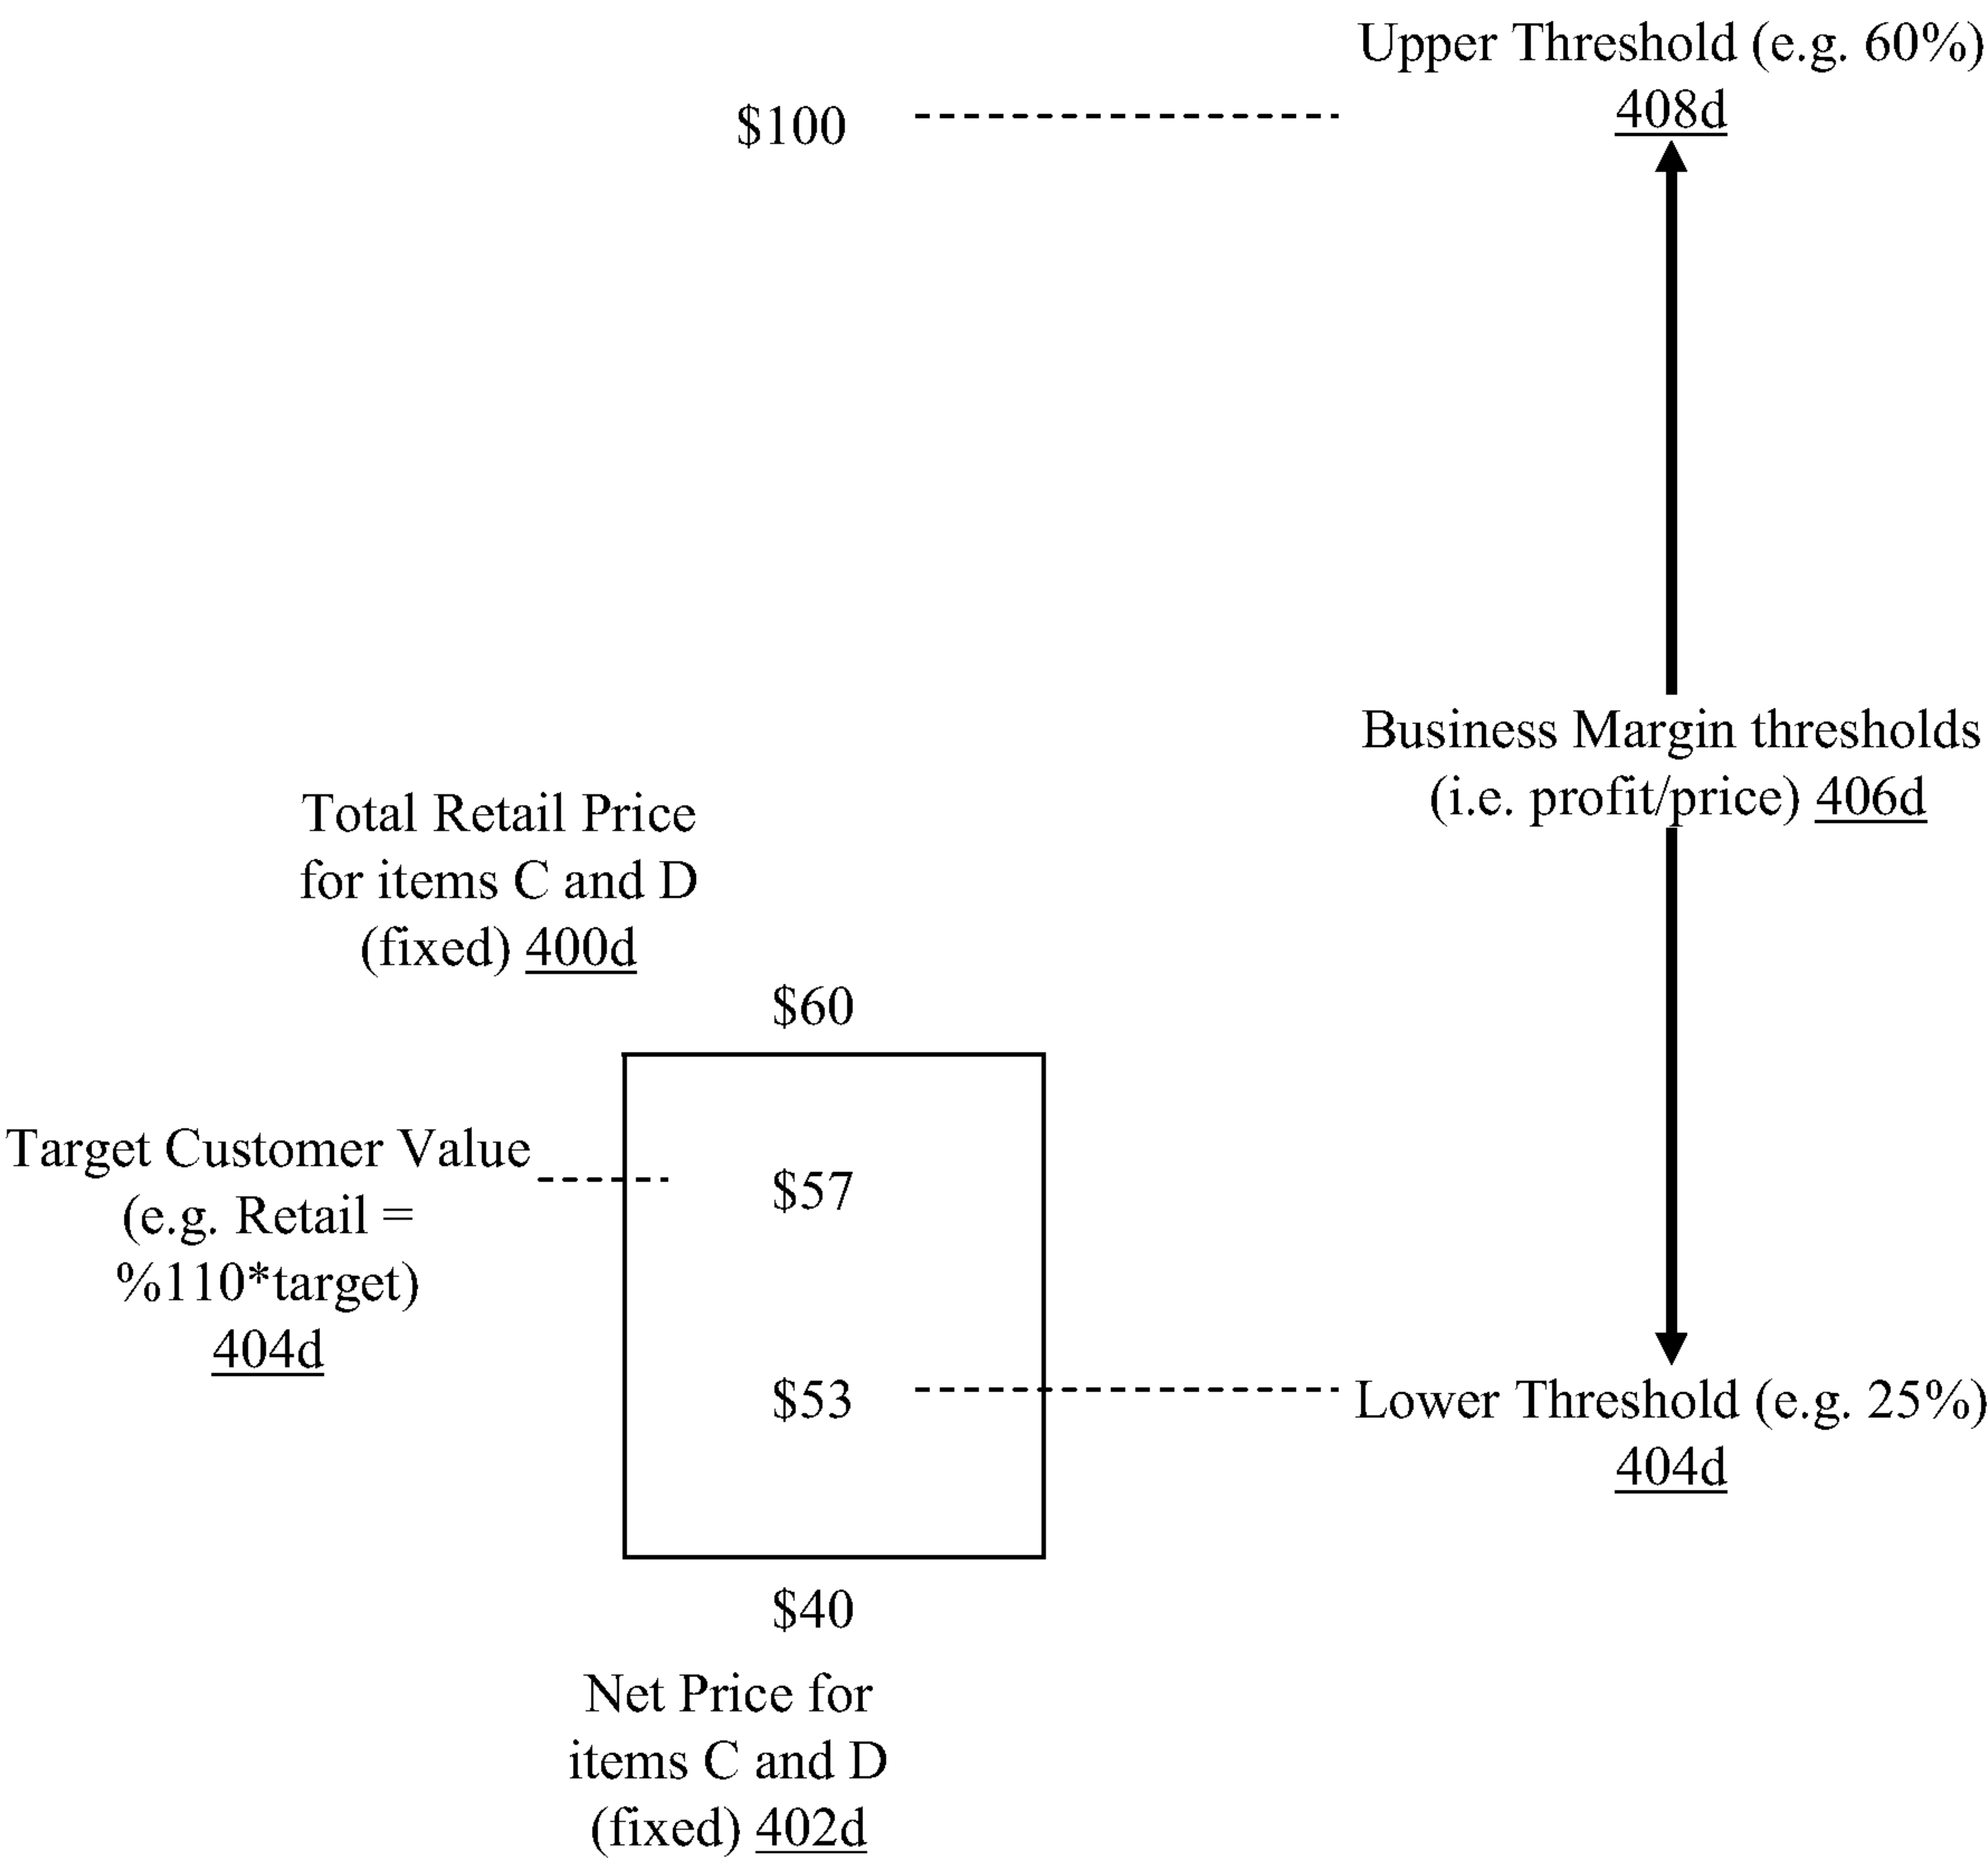 Upper Threshold (e.g. 60%)
408d
$100
Business Margin thresholds
(i.e. profit/price) 406d
Total Retail Price
for items C and D
(fixed) 400d
$60
Target Customer Value
(e.g. Retail =
%110*target)
404d
$57
$53
Lower Threshold (e.g. 25%)
404d
$40
Net Price for
items C and D
(fixed) 402d